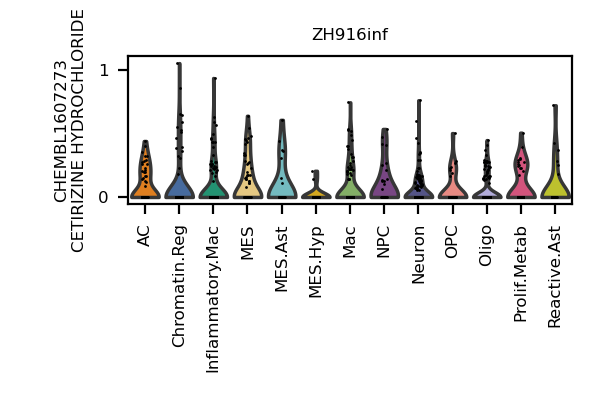 ZH916inf
CHEMBL1607273
CETIRIZINE HYDROCHLORIDE
1
0
AC
Chromatin.Reg
Inflammatory.Mac
MES
MES.Ast
MES.Hyp
Mac
NPC
Neuron
OPC
Oligo
Prolif.Metab
Reactive.Ast